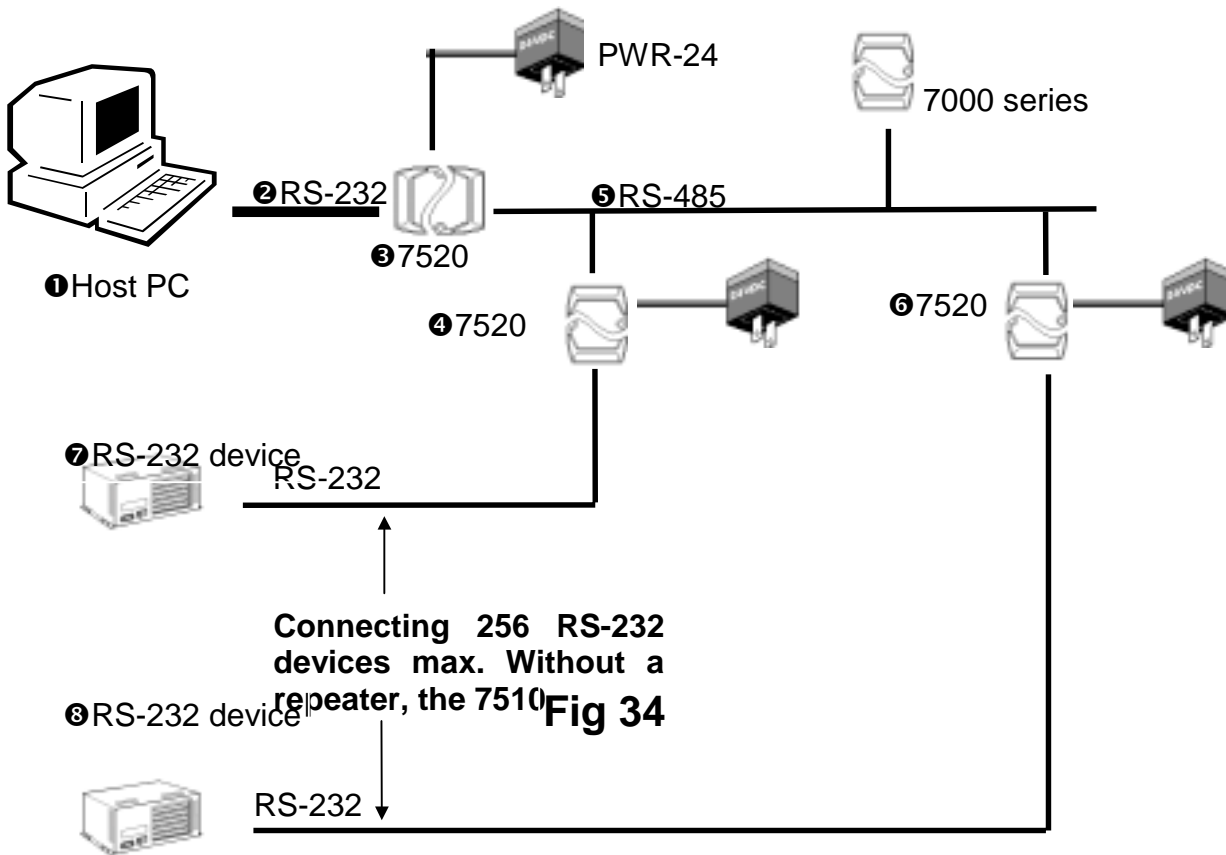 PWR-24
7000 series
❷RS-232
❺RS-485
❸7520
❶Host PC
❹7520
❻7520
❼RS-232 device
RS-232
Connecting 256 RS-232
devices max. Without a
repeater, the 7510
Fig 34
❽RS-232 device
RS-232